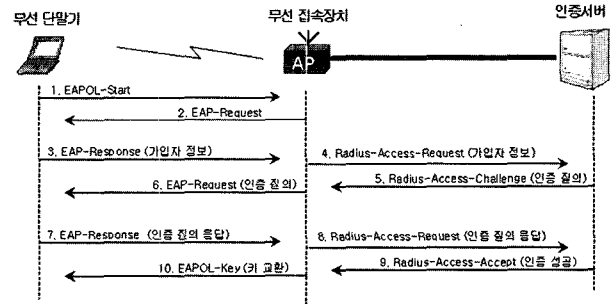 무선 단말기
무선 집속장치
인증서버
AP
1. EAPOL-Start
2. EAP-Request
3. EAP-Response (가입자 정보)
4. Radius-Access-Request (가입자 정보)
5. Radius-Access-Challenge (인증 질의)
6. EAP-Request (인증 질의)
7. EAP-Response (인증 질의 응답)
8. Radius-Access-Request (인증 질의 응답)
9. Radius-Access-Accept (인증 성공)
10. EAPOL-Key (키 교환)